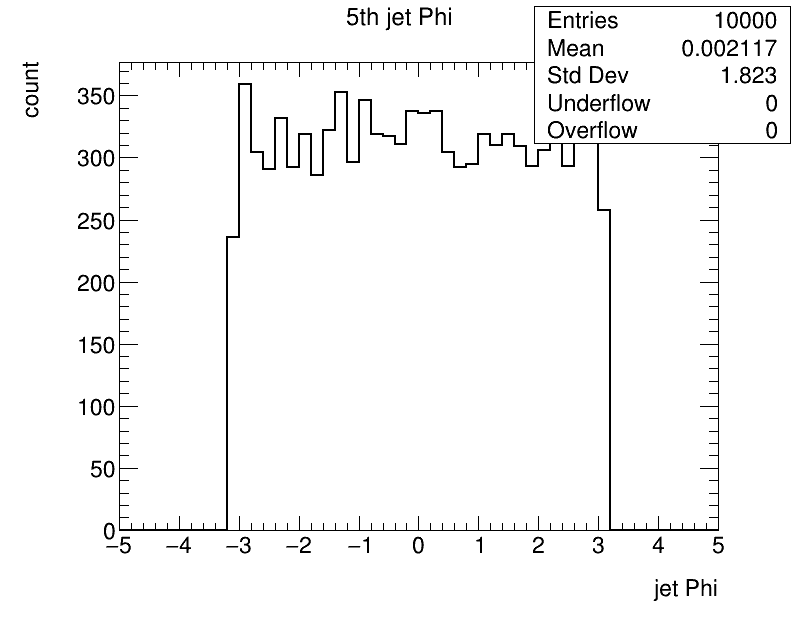 5th jet Phi
Entries 10000
Mean 0.002117
Std Dev 1.823
Underflow 0
Overflow 0
count
350
300
250
200
150
100
50
0
−5 −4 −3 −2 −1 0 1 2 3 4 5
jet Phi